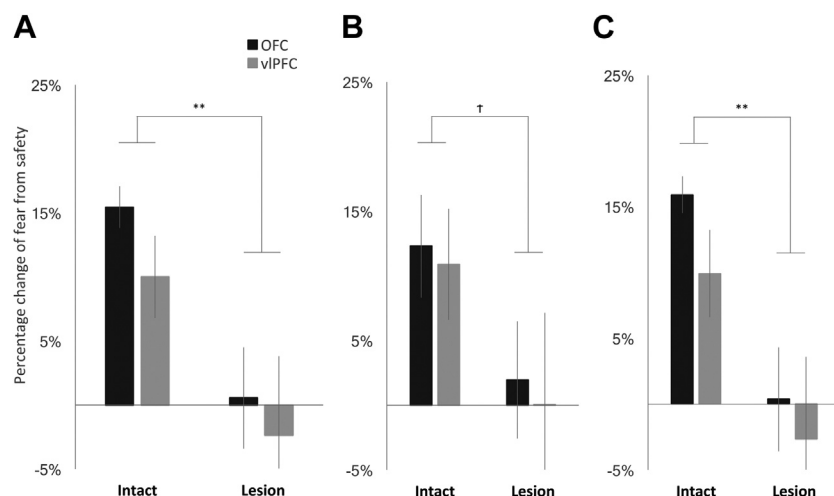 A
B
C
OFC
vlPFC
Percentage change of fear from safety
25%
15%
5%
-5%
**
Intact
Lesion
25%
15%
5%
-5%
†
Intact
Lesion
25%
15%
5%
-5%
**
Intact
Lesion